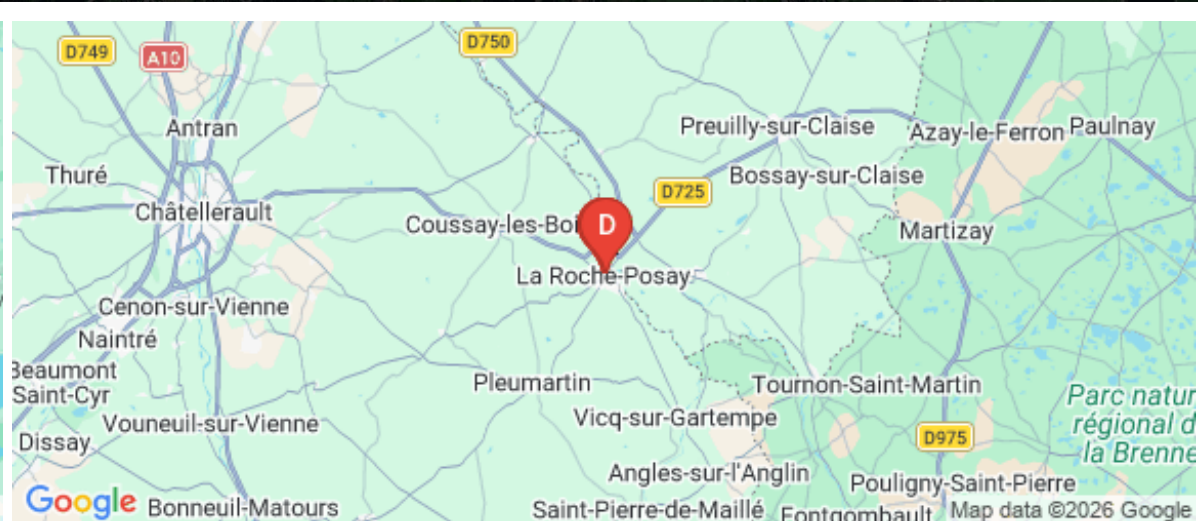 D749
A10
D750
Antran
Preuilly-sur-Claise
Azay-le-Ferron
Paulnay
Thuré
D725
Bossay-sur-Claise
Châtellerault
Coussay-les-Boi
D
Martizay
La Roche-Posay
Cenon-sur-Vienne
Naintré
Beaumont
Saint-Cyr
Pleumartin
Tournon-Saint-Martin
Parc natur
régional d
la Brenne
Vouneuil-sur-Vienne
Vicq-sur-Gartempe
Dissay
D975
Angles-sur-l'Anglin
Pouligny-Saint-Pierre
Google
Bonneuil-Matours
Saint-Pierre-de-Maillé
Fontgombault
Map data ©2026 Google